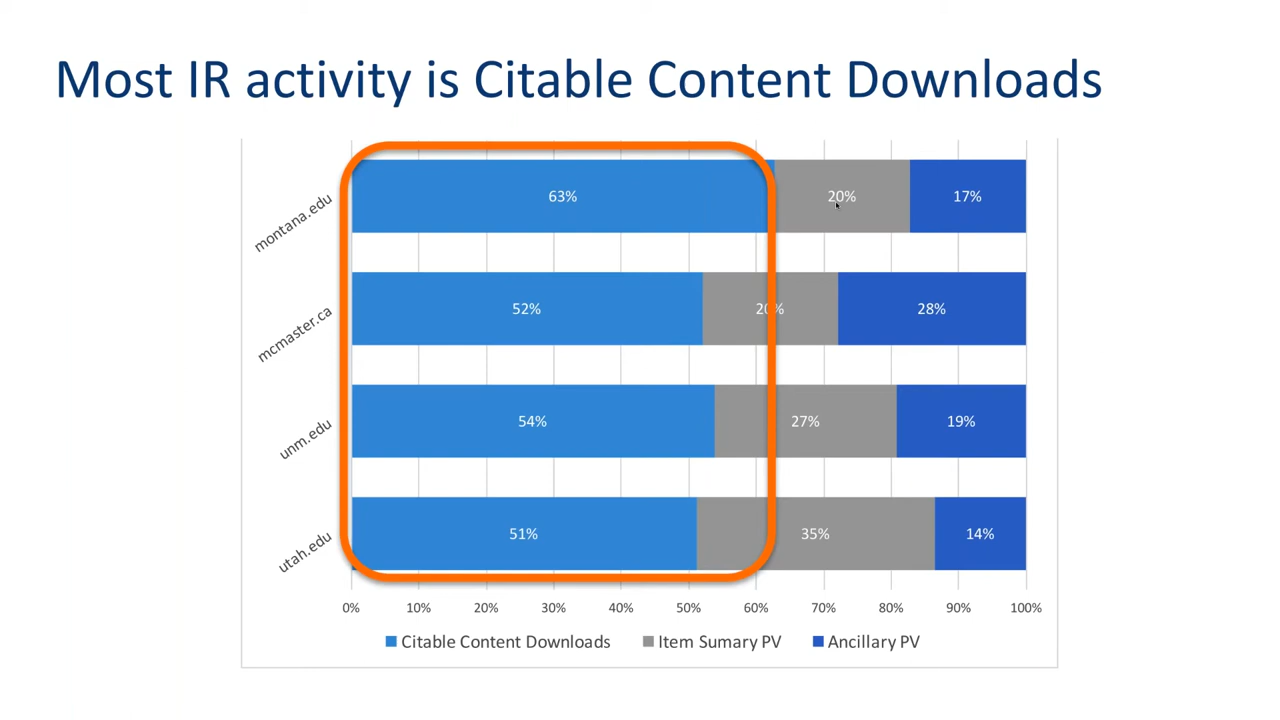 Most IR activity is Citable Content Downloads
montana.edu 63% 20% 17%
mcmaster.ca 52% 20% 28%
unm.edu 54% 27% 19%
utah.edu 51% 35% 14%
0% 10% 20% 30% 40% 50% 60% 70% 80% 90% 100%
Citable Content Downloads Item Sumary PV Ancillary PV